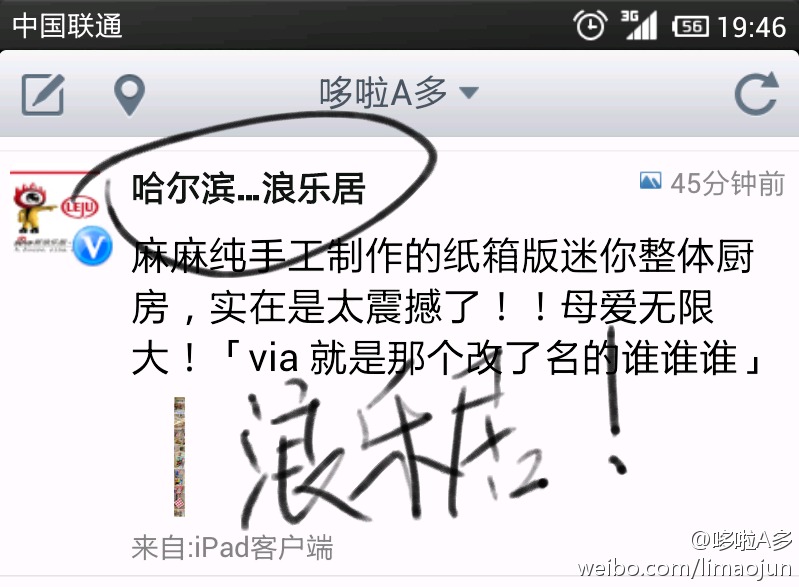 中国联通 3G 56 19:46
哆啦A多
哈尔滨...浪乐居 45分钟前
LEJU
V
麻麻纯手工制作的纸箱版迷你整体厨
房，实在是太震撼了！！母爱无限
大！「via 就是那个改了名的谁谁谁」
浪乐居！
来自:iPad客户端
@哆啦A多
weibo.com/limaojun